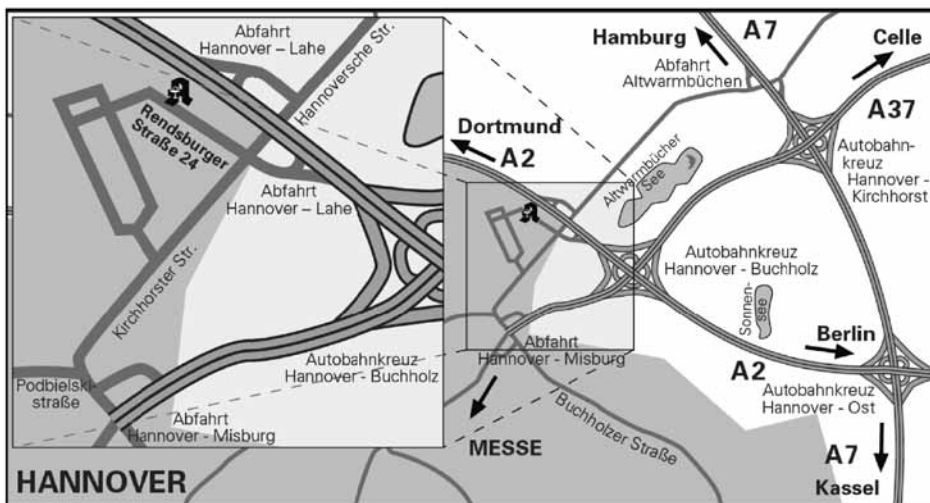 Abfahrt
Hannover – Lahe
Hannoversche Str.
Rendsburger
Straße 24
Abfahrt
Hannover – Lahe
Kirchhorster Str.
Autobahnkreuz
Hannover - Buchholz
Podbielski-
straße
Abfahrt
Hannover - Misburg
HANNOVER
Dortmund
A2
Hamburg
A7
Abfahrt
Altwarmbüchen
Celle
A37
Autobahn-
kreuz
Hannover -
Kirchhorst
Altwarmbücher
See
Autobahnkreuz
Hannover - Buchholz
Sonnen-
see
Berlin
A2
Autobahnkreuz
Hannover - Ost
A7
Kassel
Abfahrt
Hannover - Misburg
MESSE
Buchholzer Straße